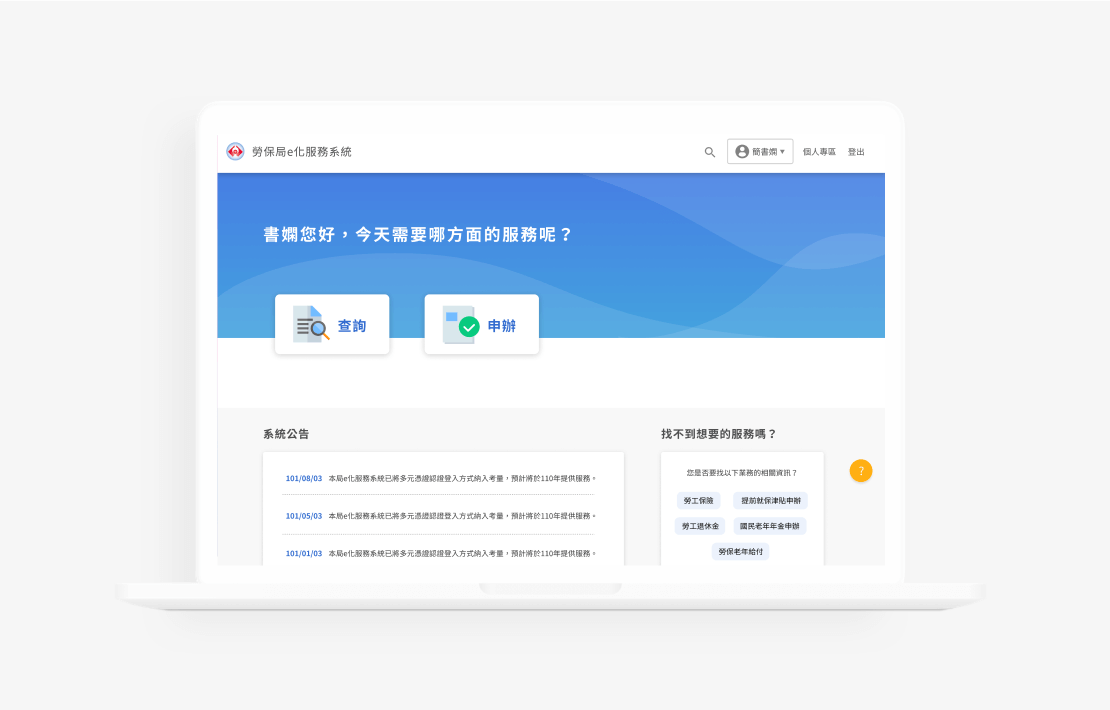 勞保局e化服務系統
簡書嫻▼ 個人專區 登出
書嫻您好，今天需要哪方面的服務呢？
查詢 申辦
系統公告
101/08/03 本局e化服務系統已將多元憑證認證登入方式納入考量，預計將於110年提供服務。
101/05/03 本局e化服務系統已將多元憑證認證登入方式納入考量，預計將於110年提供服務。
101/01/03 本局e化服務系統已將多元憑證認證登入方式納入考量，預計將於110年提供服務。
找不到想要的服務嗎？
您是否要找以下業務的相關資訊？
勞工保險 提前就保津貼申辦
勞工退休金 國民老年年金申辦
勞保老年給付
?